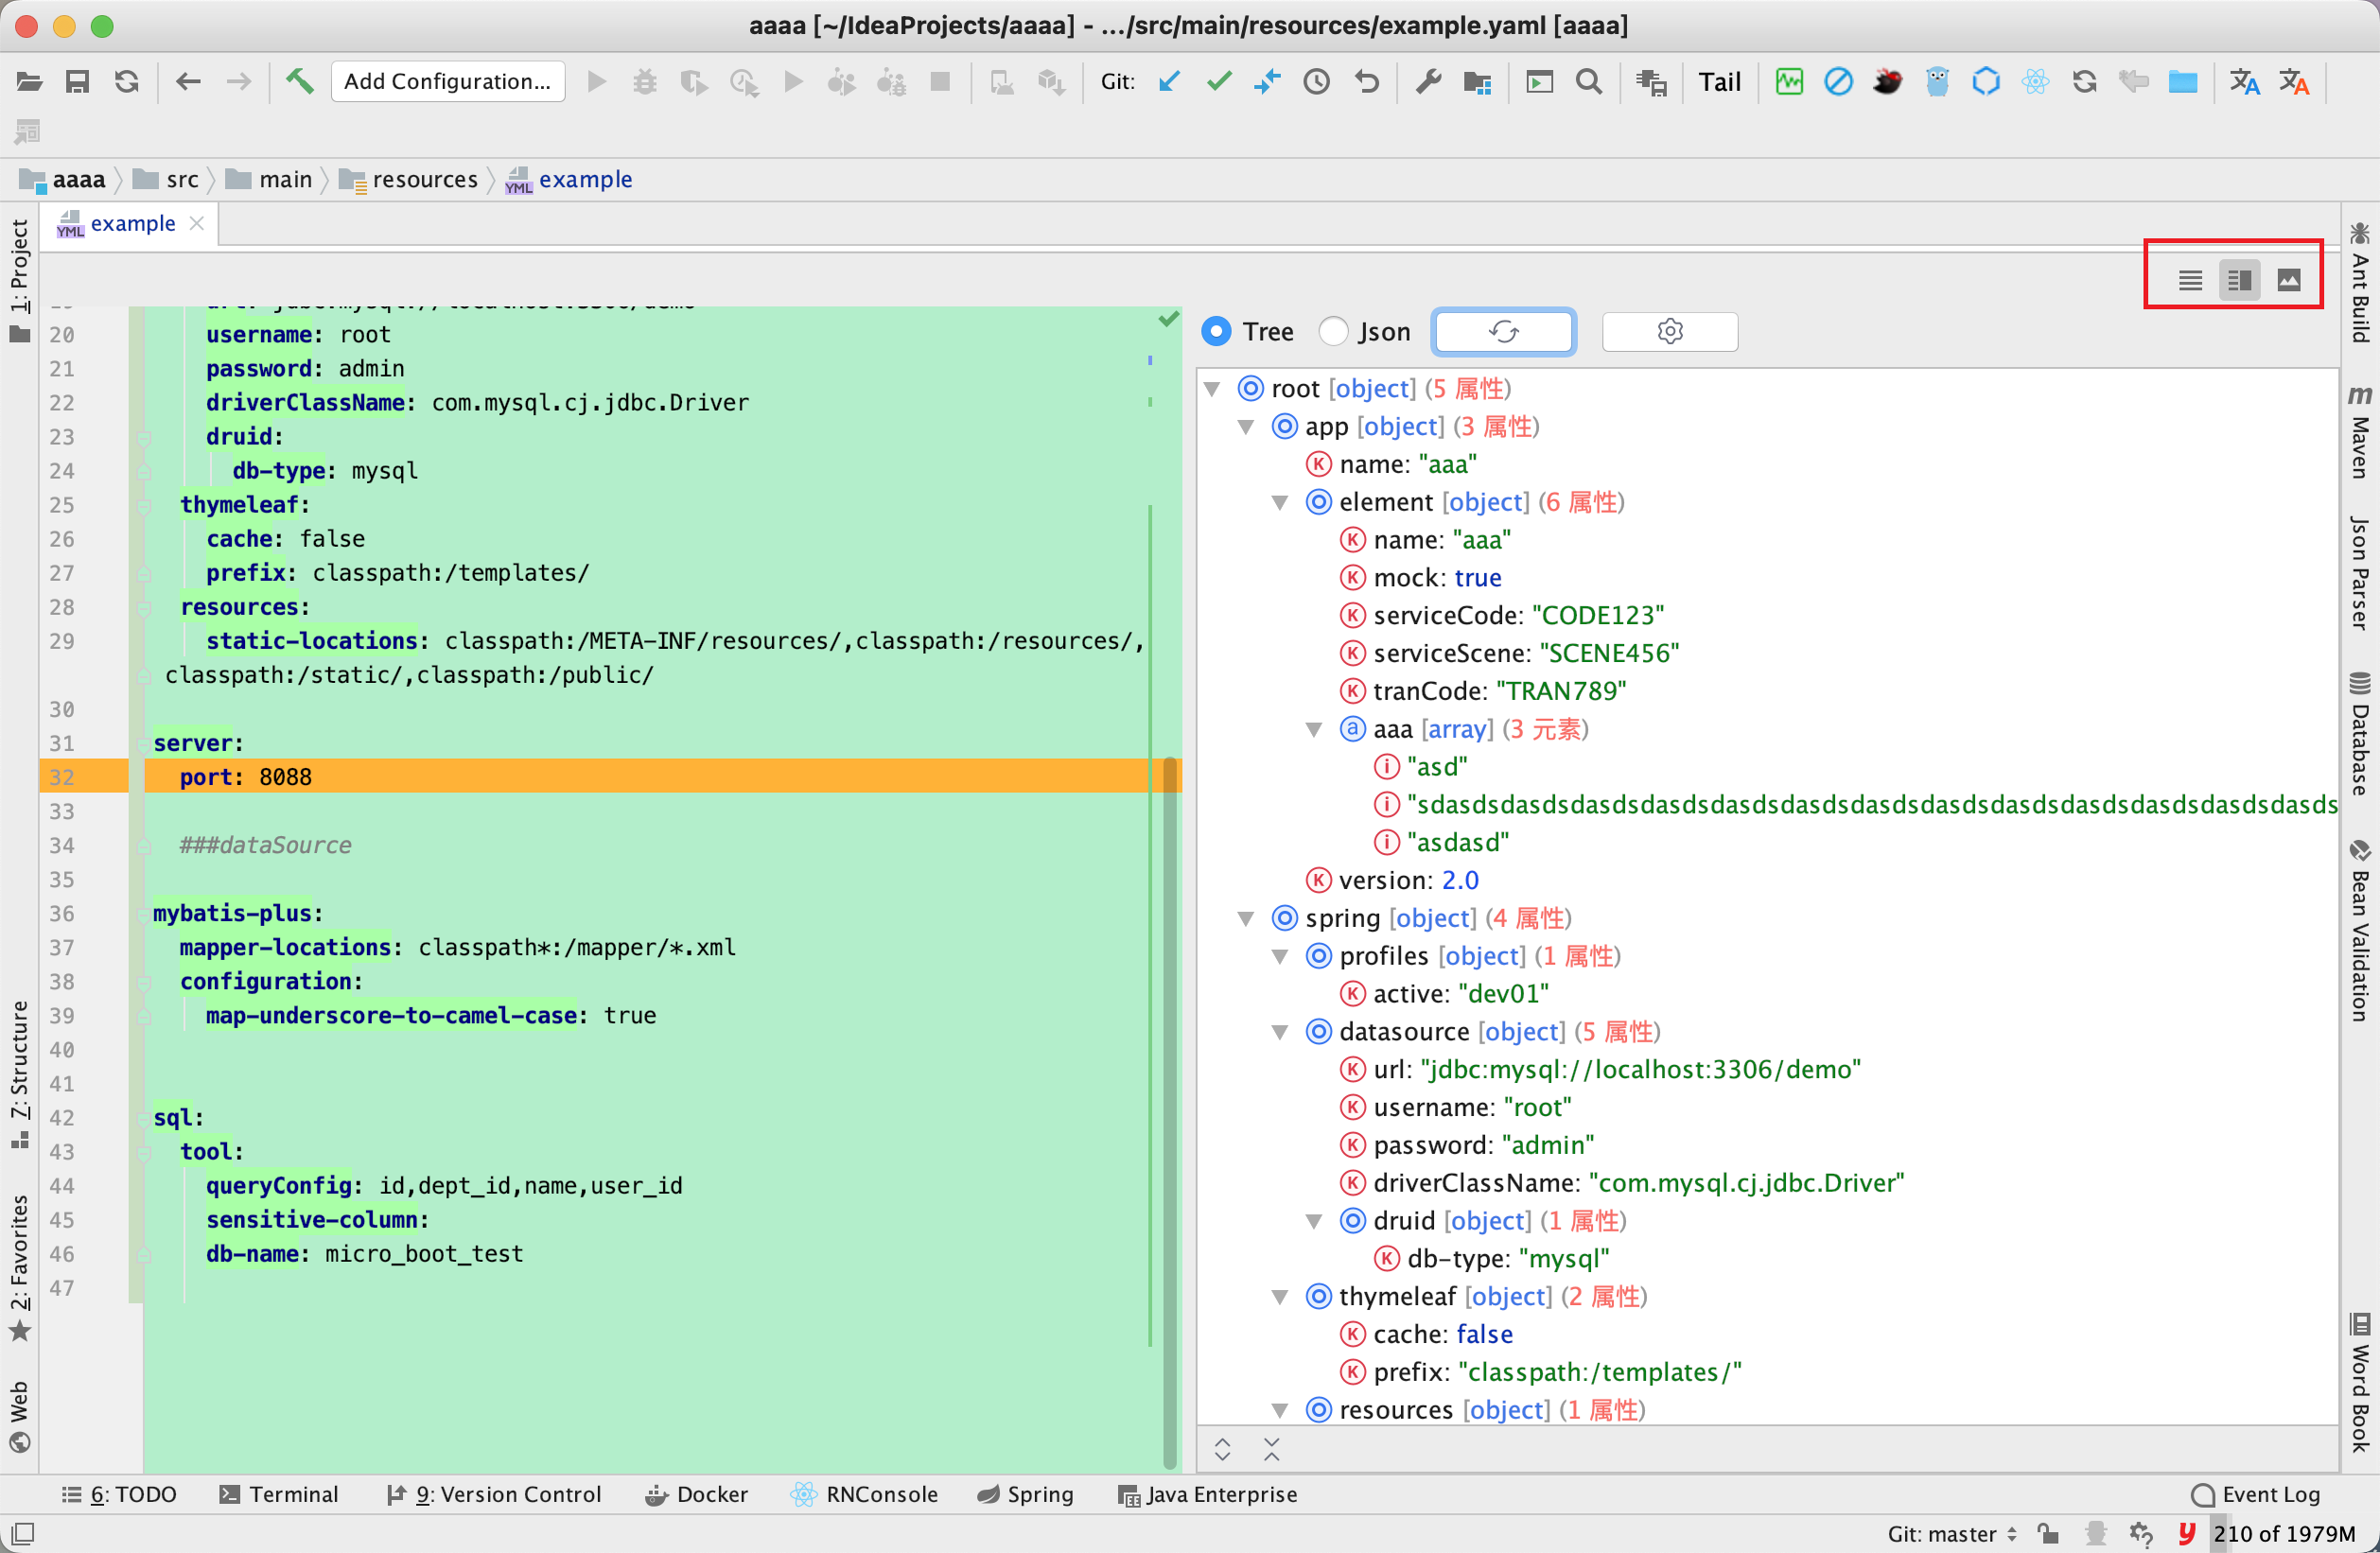 aaaa [~/IdeaProjects/aaaa] - .../src/main/resources/example.yaml [aaaa]
Add Configuration...
Git:
Tail
aaaa
src
main
resources
YML example
YML example
1: Project
7: Structure
2: Favorites
Web
20 username: root
21 password: admin
22 driverClassName: com.mysql.cj.jdbc.Driver
23 druid:
24 db-type: mysql
25 thymeleaf:
26 cache: false
27 prefix: classpath:/templates/
28 resources:
29 static-locations: classpath:/META-INF/resources/,classpath:/resources/,
classpath:/static/,classpath:/public/
30
31 server:
32 port: 8088
33
34 ###dataSource
35
36 mybatis-plus:
37 mapper-locations: classpath*:/mapper/*.xml
38 configuration:
39 map-underscore-to-camel-case: true
40
41
42 sql:
43 tool:
44 queryConfig: id,dept_id,name,user_id
45 sensitive-column:
46 db-name: micro_boot_test
47
Tree
Json
root [object] (5 属性)
app [object] (3 属性)
name: "aaa"
element [object] (6 属性)
name: "aaa"
mock: true
serviceCode: "CODE123"
serviceScene: "SCENE456"
tranCode: "TRAN789"
aaa [array] (3 元素)
"asd"
"sdasdsdasdsdasdsdasdsdasdsdasdsdasdsdasdsdasdsdasdsdasdsdasdsdasds
"asdasd"
version: 2.0
spring [object] (4 属性)
profiles [object] (1 属性)
active: "dev01"
datasource [object] (5 属性)
url: "jdbc:mysql://localhost:3306/demo"
username: "root"
password: "admin"
driverClassName: "com.mysql.cj.jdbc.Driver"
druid [object] (1 属性)
db-type: "mysql"
thymeleaf [object] (2 属性)
cache: false
prefix: "classpath:/templates/"
resources [object] (1 属性)
Ant Build
Maven
Json Parser
Database
Bean Validation
Word Book
6: TODO
Terminal
9: Version Control
Docker
RNConsole
Spring
Java Enterprise
Event Log
Git: master
210 of 1979M